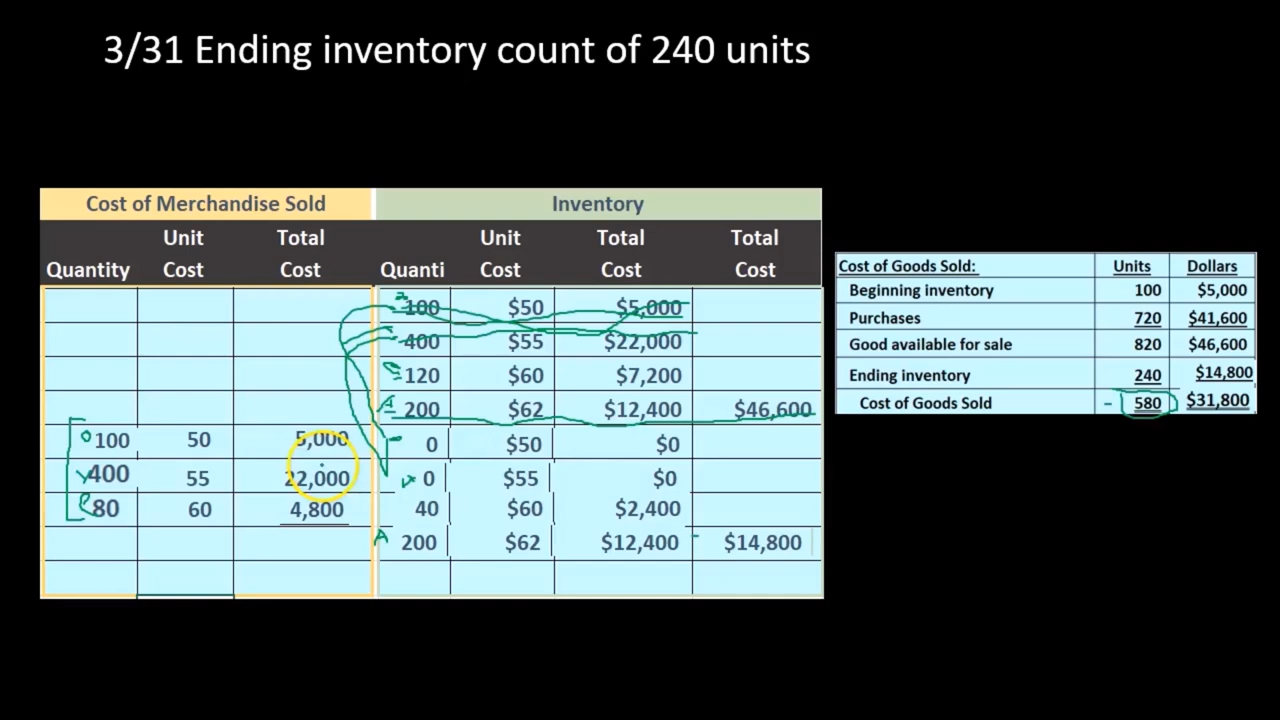 3/31 Ending inventory count of 240 units
Cost of Merchandise Sold Inventory
Unit Total Unit Total Total
Quantity Cost Cost Quanti Cost Cost Cost
100 $50 $5,000
400 $55 $22,000
120 $60 $7,200
200 $62 $12,400 $46,600
100 50 5,000 0 $50 $0
400 55 22,000 0 $55 $0
80 60 4,800 40 $60 $2,400
200 $62 $12,400 $14,800
Cost of Goods Sold: Units Dollars
Beginning inventory 100 $5,000
Purchases 720 $41,600
Good available for sale 820 $46,600
Ending inventory 240 $14,800
Cost of Goods Sold 580 $31,800